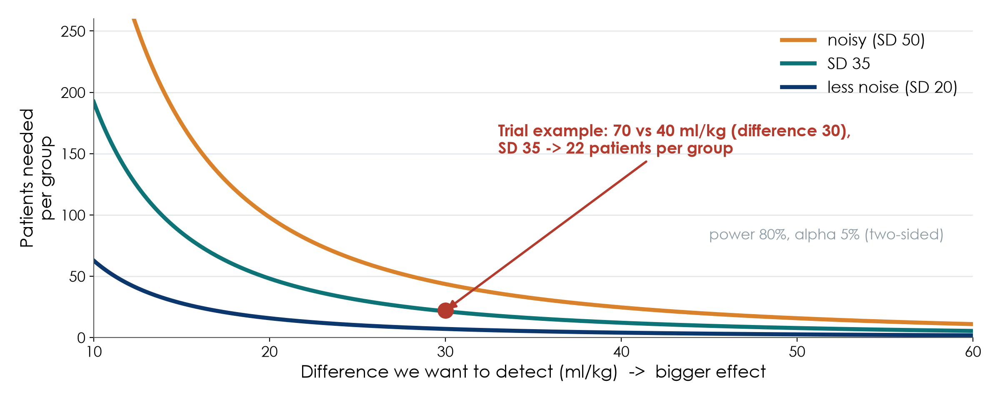 250
200
150
100
50
0
Patients needed
per group
noisy (SD 50)
SD 35
less noise (SD 20)
Trial example: 70 vs 40 ml/kg (difference 30),
SD 35 -> 22 patients per group
power 80%, alpha 5% (two-sided)
10 20 30 40 50 60
Difference we want to detect (ml/kg) -> bigger effect